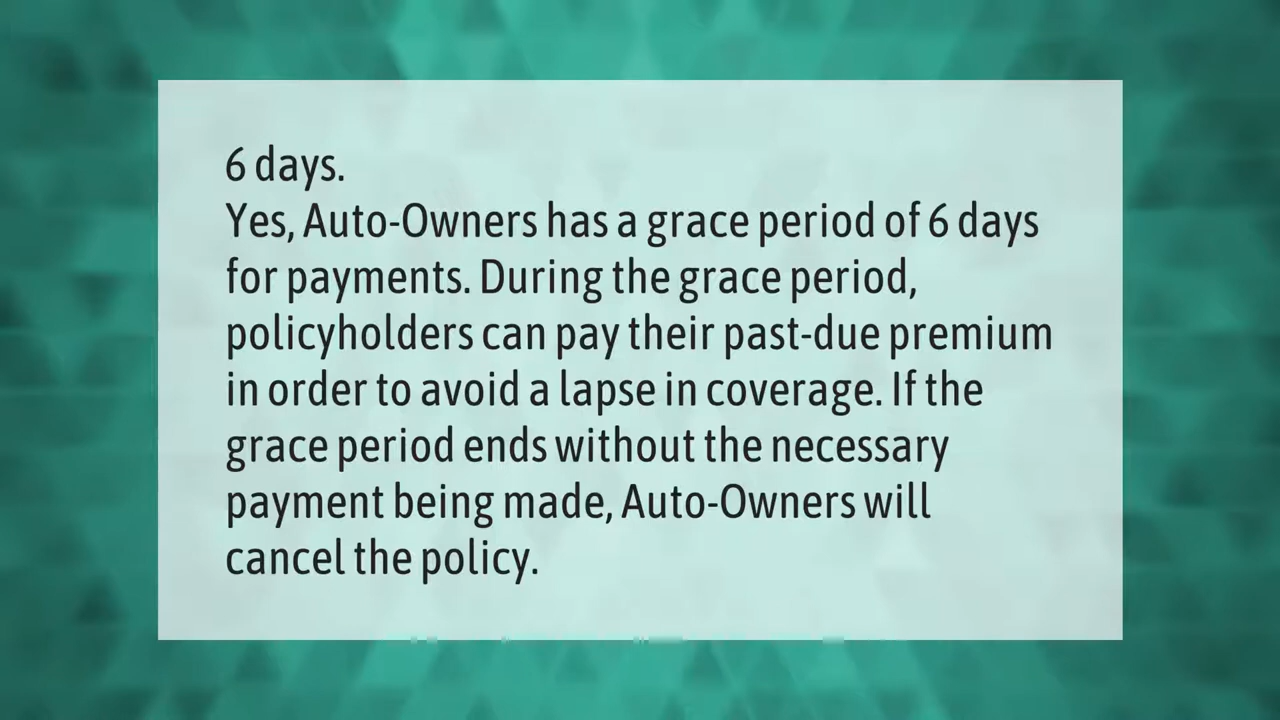 6 days.
Yes, Auto-Owners has a grace period of 6 days
for payments. During the grace period,
policyholders can pay their past-due premium
in order to avoid a lapse in coverage. If the
grace period ends without the necessary
payment being made, Auto-Owners will
cancel the policy.